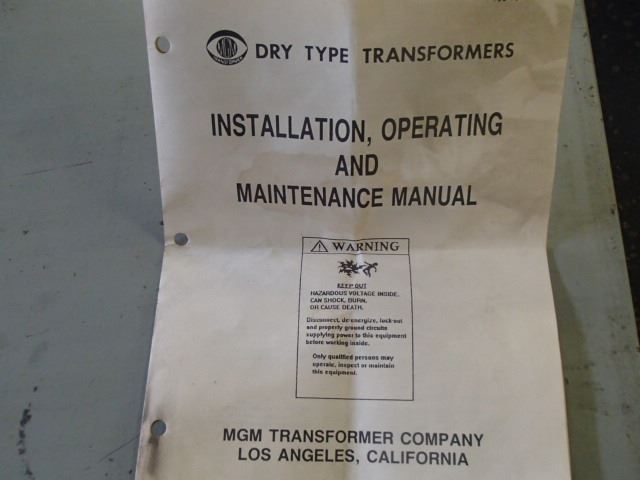 MGM
DRY TYPE TRANSFORMERS
INSTALLATION, OPERATING
AND
MAINTENANCE MANUAL
⚠ WARNING
KEEP OUT
HAZARDOUS VOLTAGE INSIDE.
CAN SHOCK, BURN,
OR CAUSE DEATH.
Disconnect, de-energize, lock-out
and properly ground circuits
supplying power to this equipment
before working inside.
Only qualified persons may
operate, inspect or maintain
this equipment.
MGM TRANSFORMER COMPANY
LOS ANGELES, CALIFORNIA